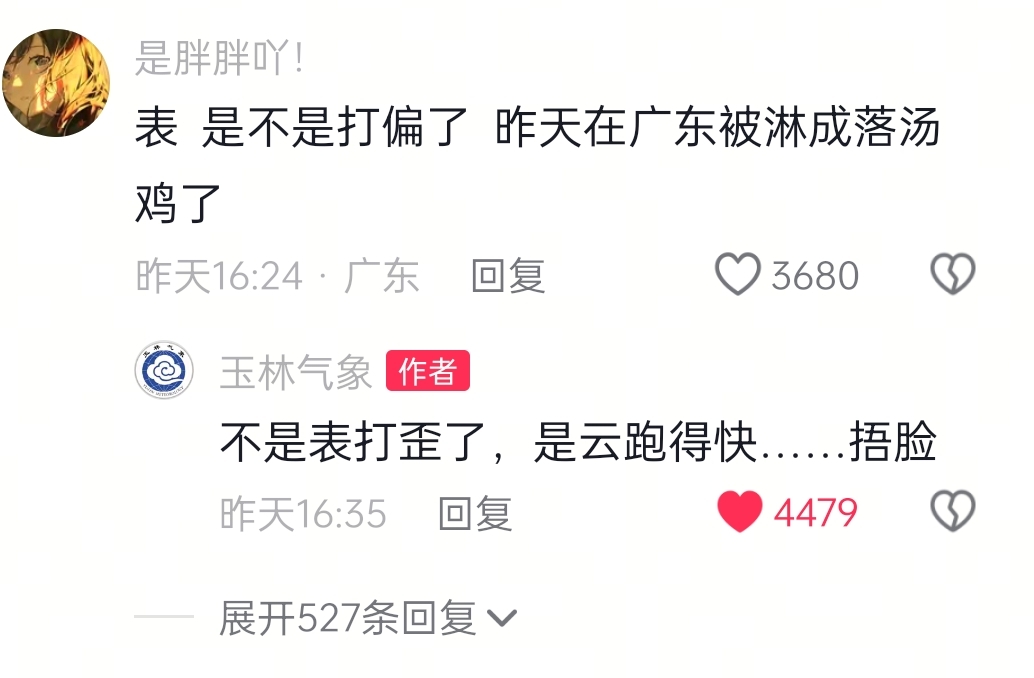 是胖胖吖！
表 是不是打偏了 昨天在广东被淋成落汤
鸡了
昨天16:24 · 广东 回复 3680
玉林气象 作者
不是表打歪了，是云跑得快……捂脸
昨天16:35 回复 4479
展开527条回复